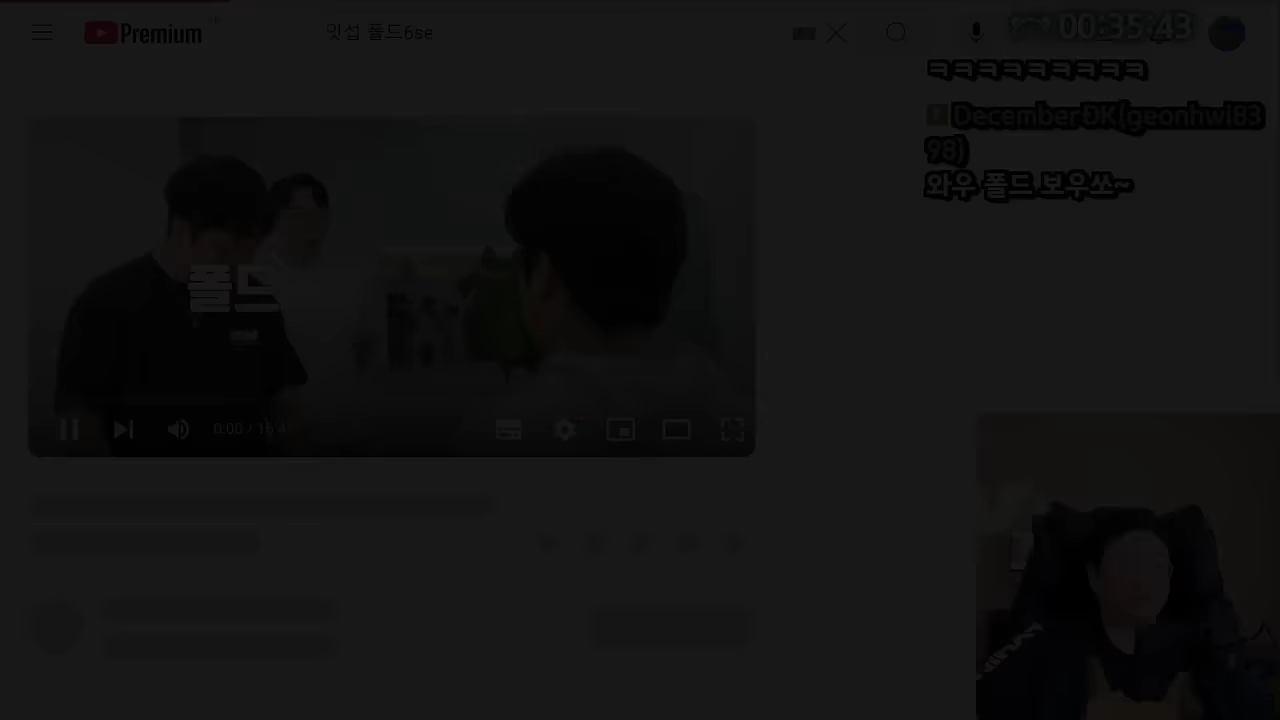 Premium
잇섭 폴드6se
00:35:43
ㅋㅋㅋㅋㅋㅋㅋㅋㅋ
DecemberDK(geonhwi83
98)
와우 폴드 보우쏘~
폴드
0:00 / 15:4